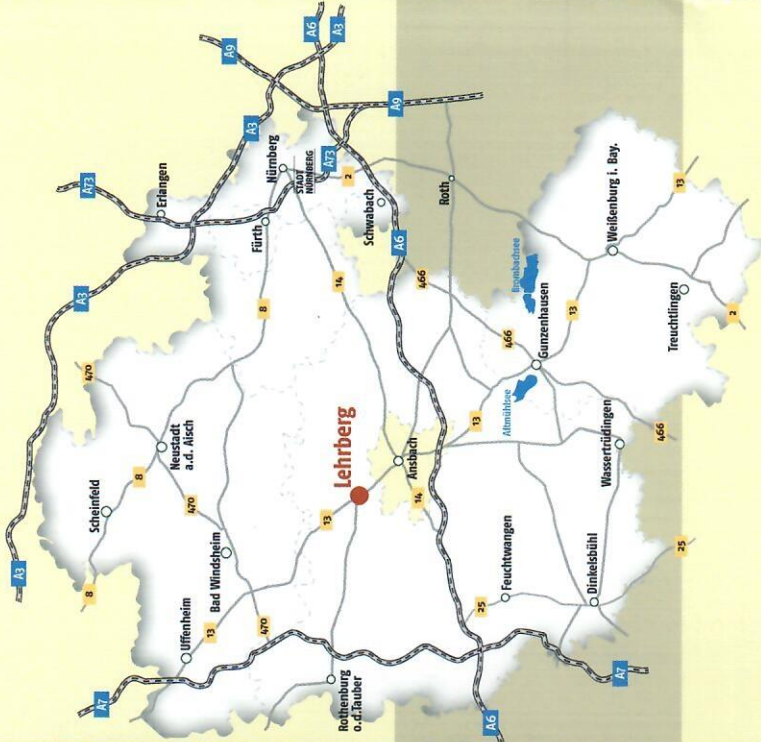 A3
8
Scheinfeld
470
A3
A73
Erlangen
A9
A6
A3
Uffenheim
13
Bad Windsheim
470
8
Neustadt
a.d. Aisch
8
Fürth
A3
Nürnberg
STADT
NÜRNBERG
A73
A9
A7
470
13
Lehrberg
14
2
Schwabach
Rothenburg
o.d.Tauber
14
Ansbach
A6
466
Roth
25
Feuchtwangen
13
Altmühlsee
466
Gunzenhausen
Brombachsee
13
Weißenburg i. Bay.
13
A6
Dinkelsbühl
25
Wassertrüdingen
466
Treuchtlingen
2
A7